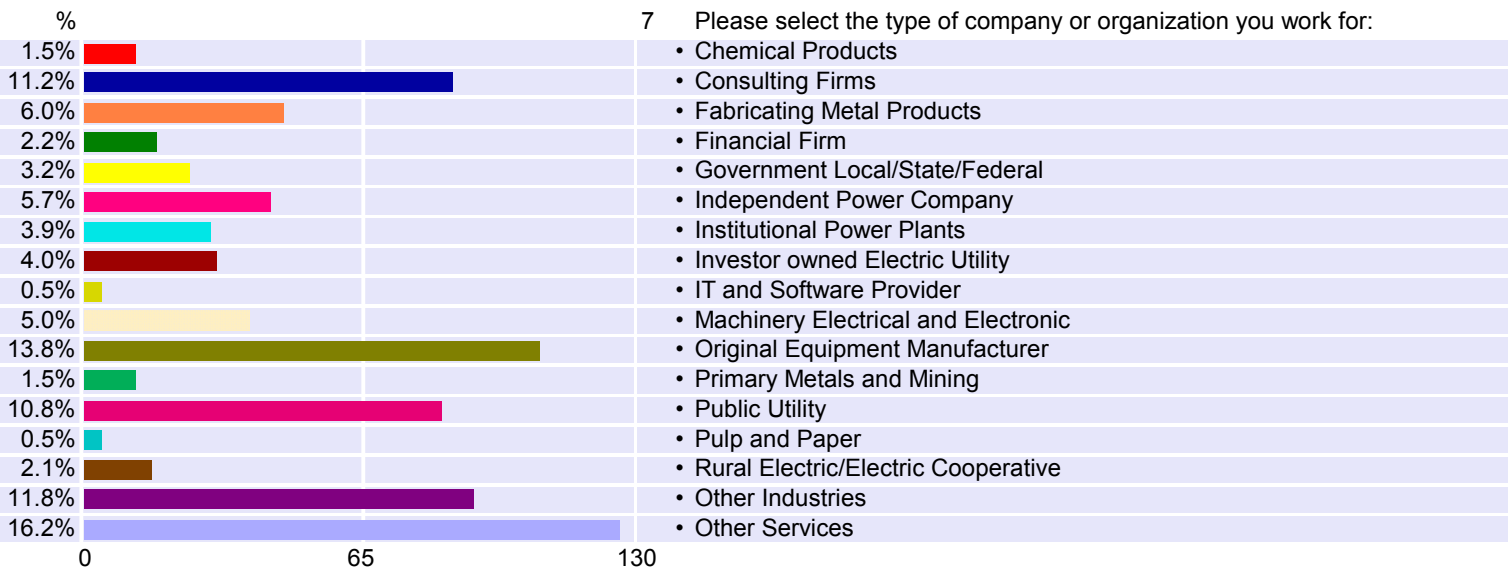 % 7 Please select the type of company or organization you work for:
1.5% • Chemical Products
11.2% • Consulting Firms
6.0% • Fabricating Metal Products
2.2% • Financial Firm
3.2% • Government Local/State/Federal
5.7% • Independent Power Company
3.9% • Institutional Power Plants
4.0% • Investor owned Electric Utility
0.5% • IT and Software Provider
5.0% • Machinery Electrical and Electronic
13.8% • Original Equipment Manufacturer
1.5% • Primary Metals and Mining
10.8% • Public Utility
0.5% • Pulp and Paper
2.1% • Rural Electric/Electric Cooperative
11.8% • Other Industries
16.2% • Other Services
0 65 130